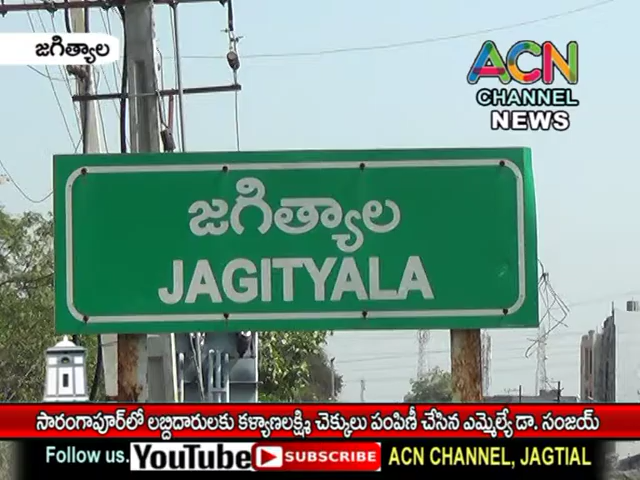 జగిత్యాల
ACN
CHANNEL
NEWS
జగిత్యాల
JAGITYALA
సారంగాపూర్‌లో లబ్దిదారులకు కళ్యాణలక్ష్మి చెక్కులు పంపిణీ చేసిన ఎమ్మెల్యే డా. సంజయ్
Follow us. YouTube SUBSCRIBE ACN CHANNEL, JAGTIAL